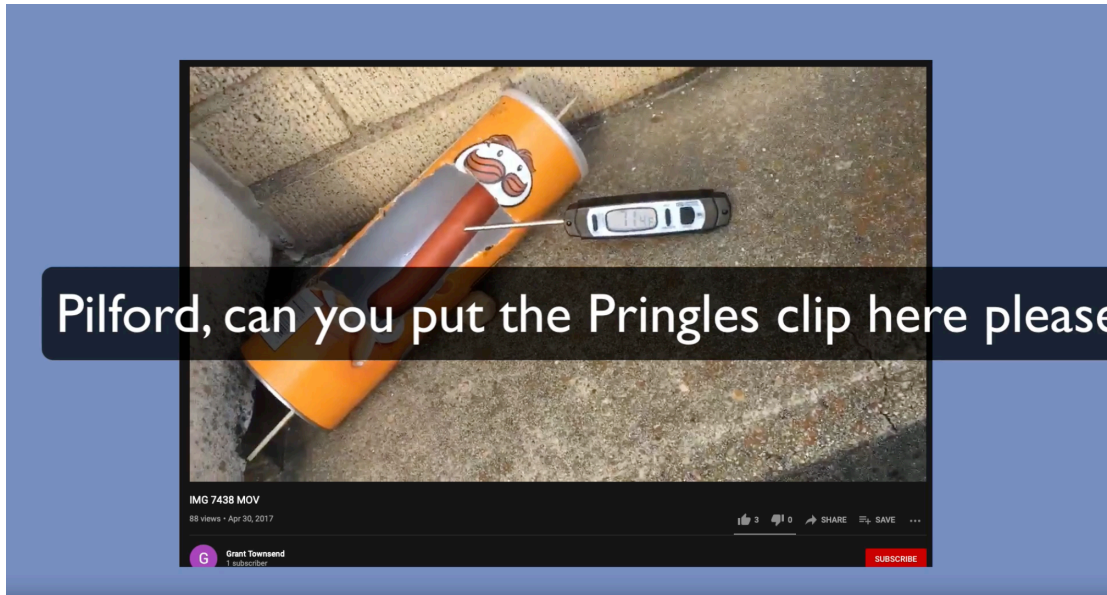 Pilford, can you put the Pringles clip here please
IMG 7438 MOV
88 views • Apr 30, 2017
3 0 SHARE SAVE ...
G
Grant Townsend
1 subscriber
SUBSCRIBE